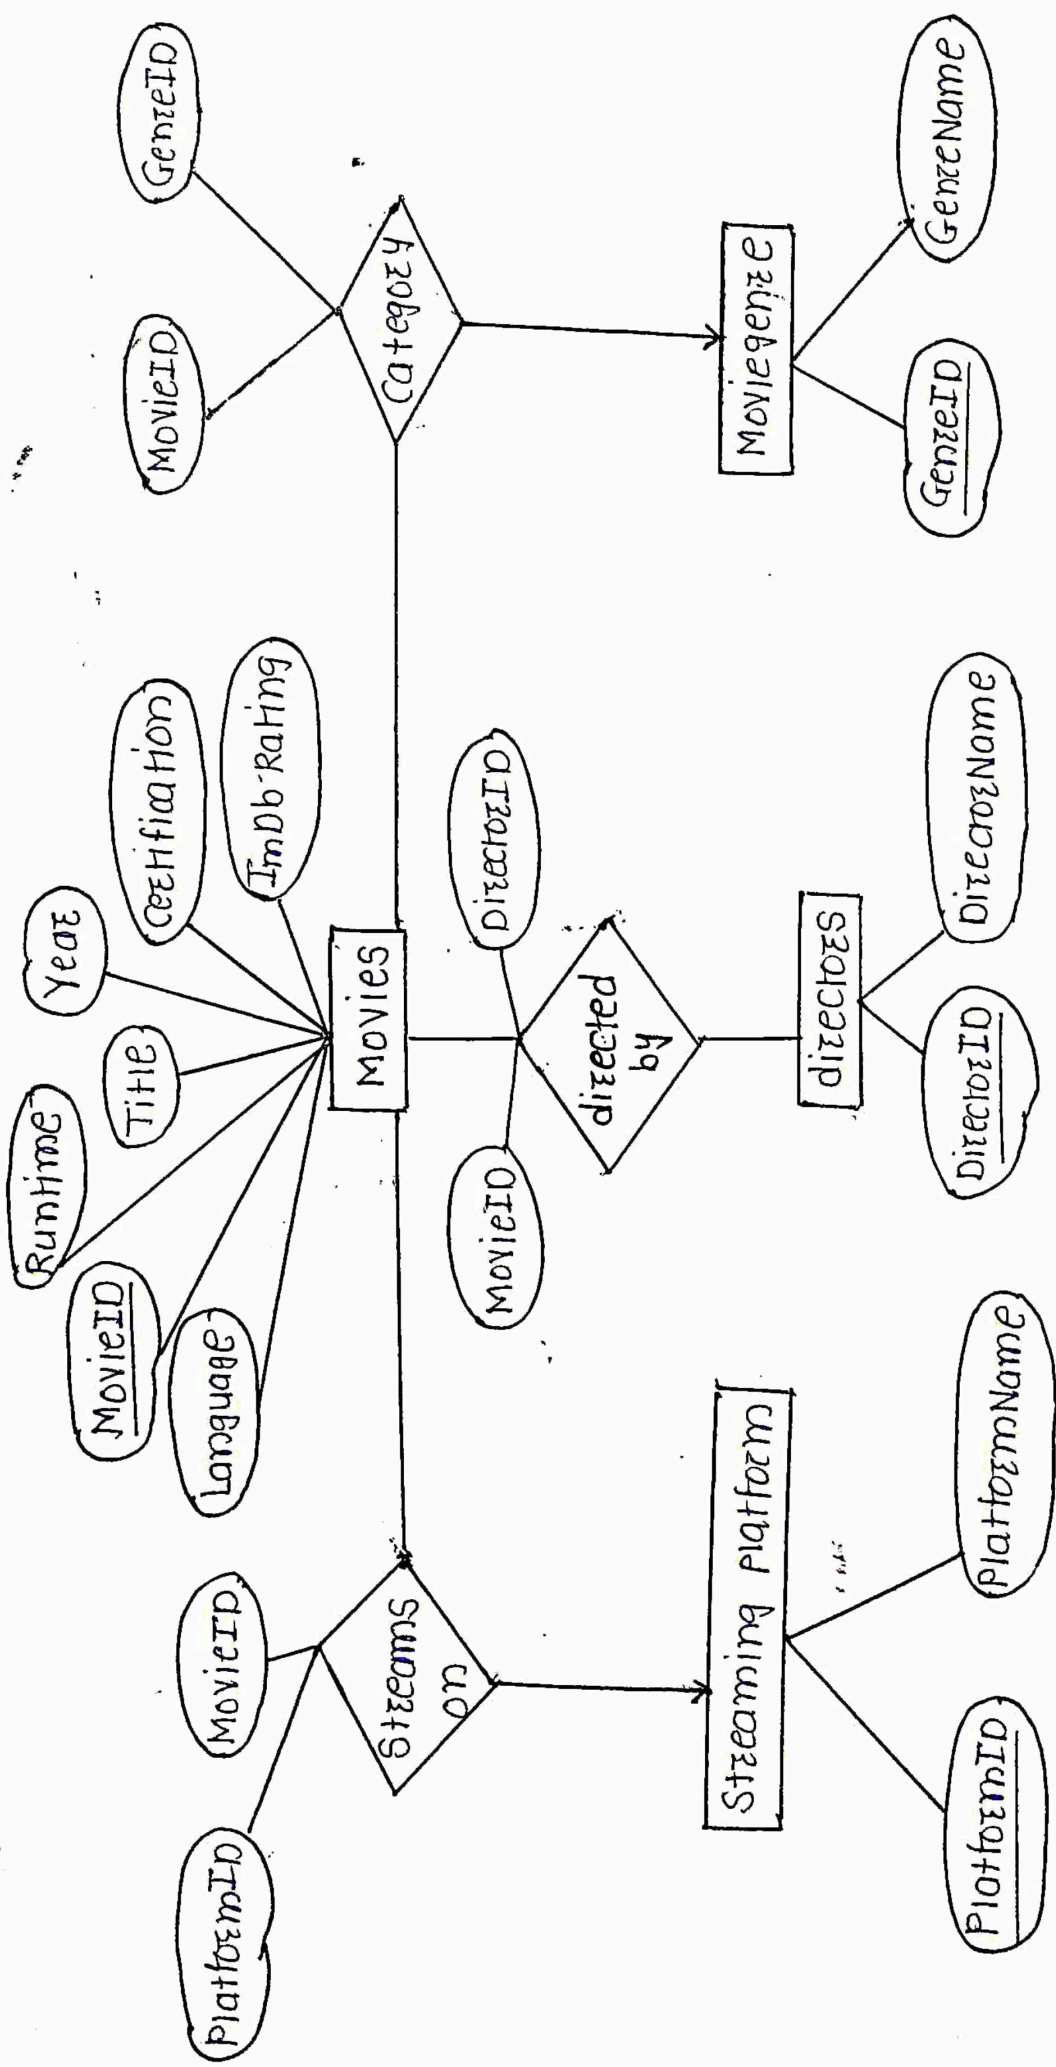 Runtime
Year
Title
Certification
MovieID
Language
ImDb-Rating
PlatformID
MovieID
MovieID
GenreID
Streams
on
Movies
Category
MovieID
DirectorID
directed
by
Streaming Platform
directors
Moviegenre
PlatformID
PlatformName
DirectorID
DirectorName
GenreID
GenreName